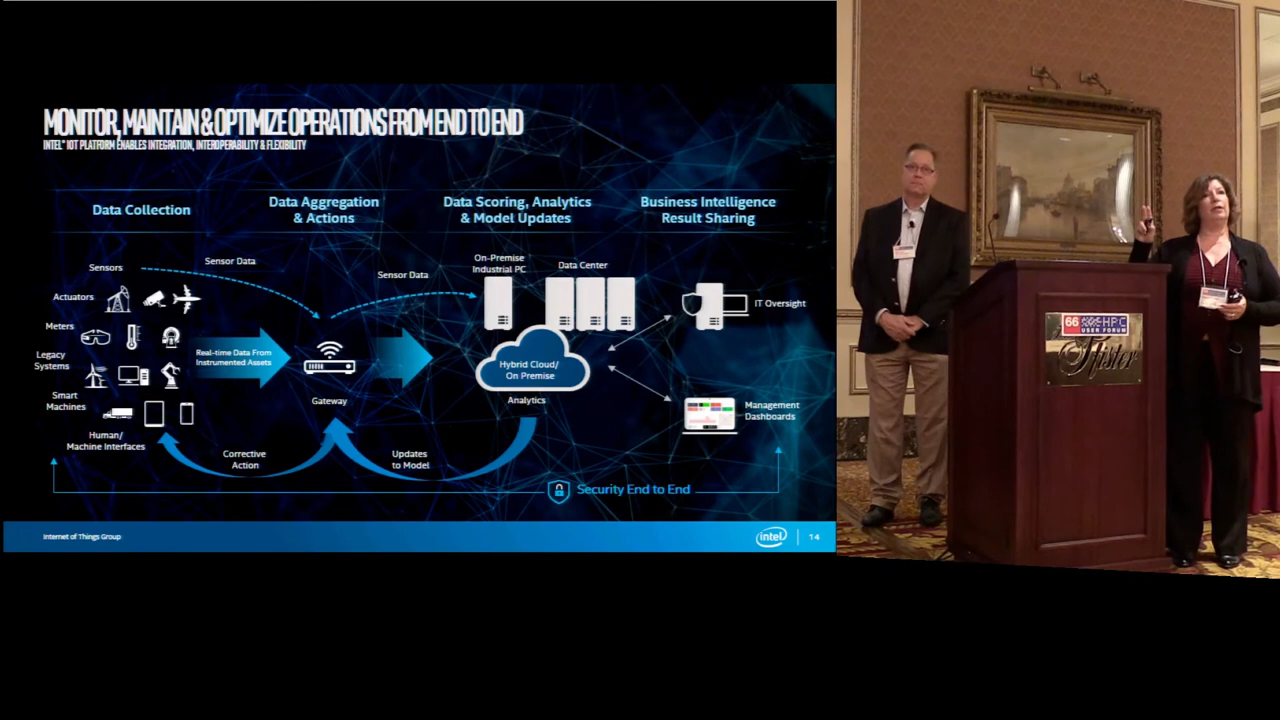 MONITOR, MAINTAIN & OPTIMIZE OPERATIONS FROM END TO END
INTEL® IOT PLATFORM ENABLES INTEGRATION, INTEROPERABILITY & FLEXIBILITY
Data Collection
Data Aggregation
& Actions
Data Scoring, Analytics
& Model Updates
Business Intelligence
Result Sharing
Sensors
Actuators
Meters
Legacy
Systems
Smart
Machines
Human/
Machine Interfaces
Sensor Data
Real-time Data From
Instrumented Assets
Gateway
Corrective
Action
Sensor Data
Updates
to Model
On-Premise
Industrial PC
Data Center
Hybrid Cloud/
On Premise
Analytics
IT Oversight
Management
Dashboards
Security End to End
Internet of Things Group
intel
14
66 HPC
USER FORUM
Pfister